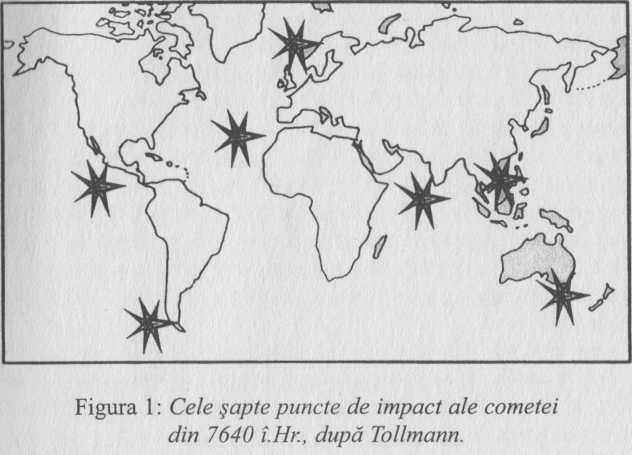 Figura 1: Cele şapte puncte de impact ale cometei
din 7640 î.Hr., după Tollmann.